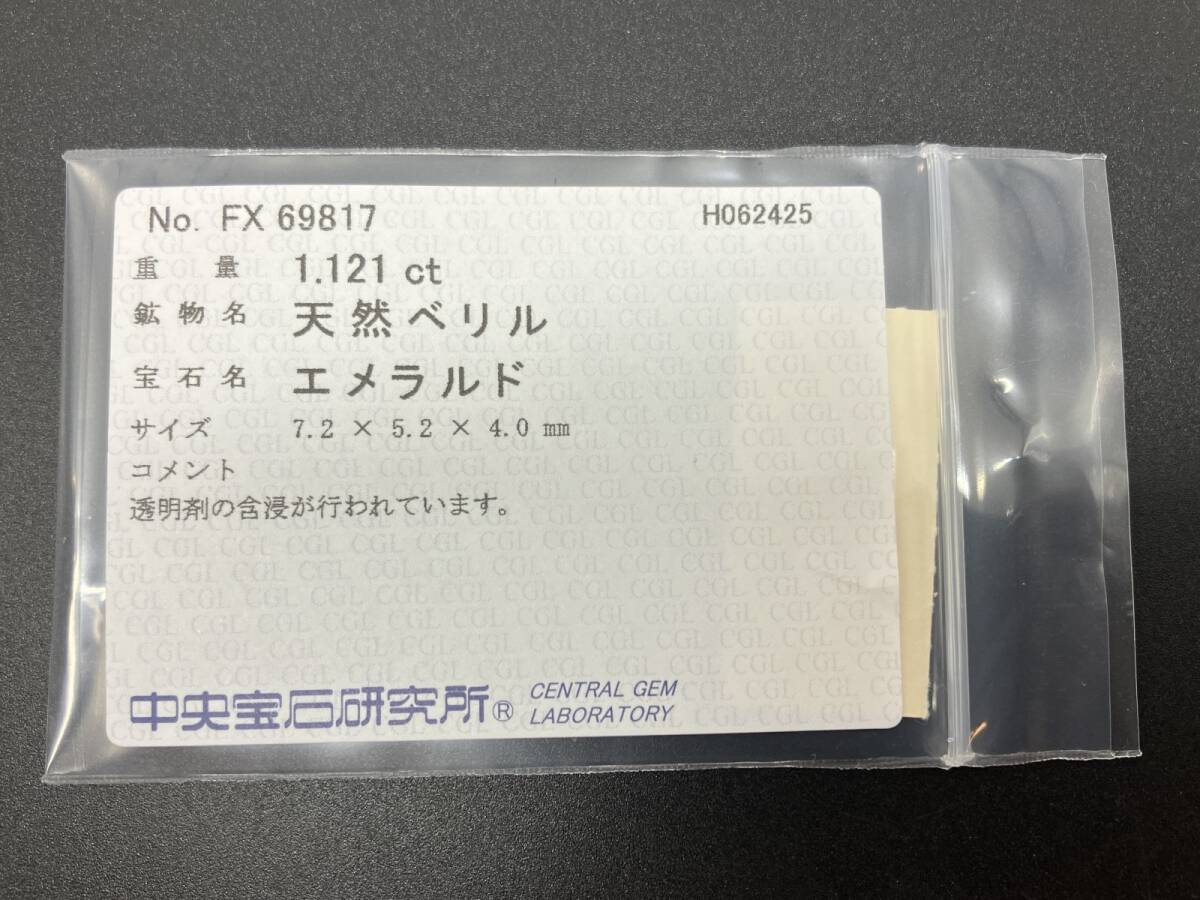 No. FX 69817 H062425
重量 1.121 ct
鉱物名 天然ベリル
宝石名 エメラルド
サイズ 7.2 × 5.2 × 4.0 mm
コメント
透明剤の含浸が行われています。
中央宝石研究所® CENTRAL GEM LABORATORY